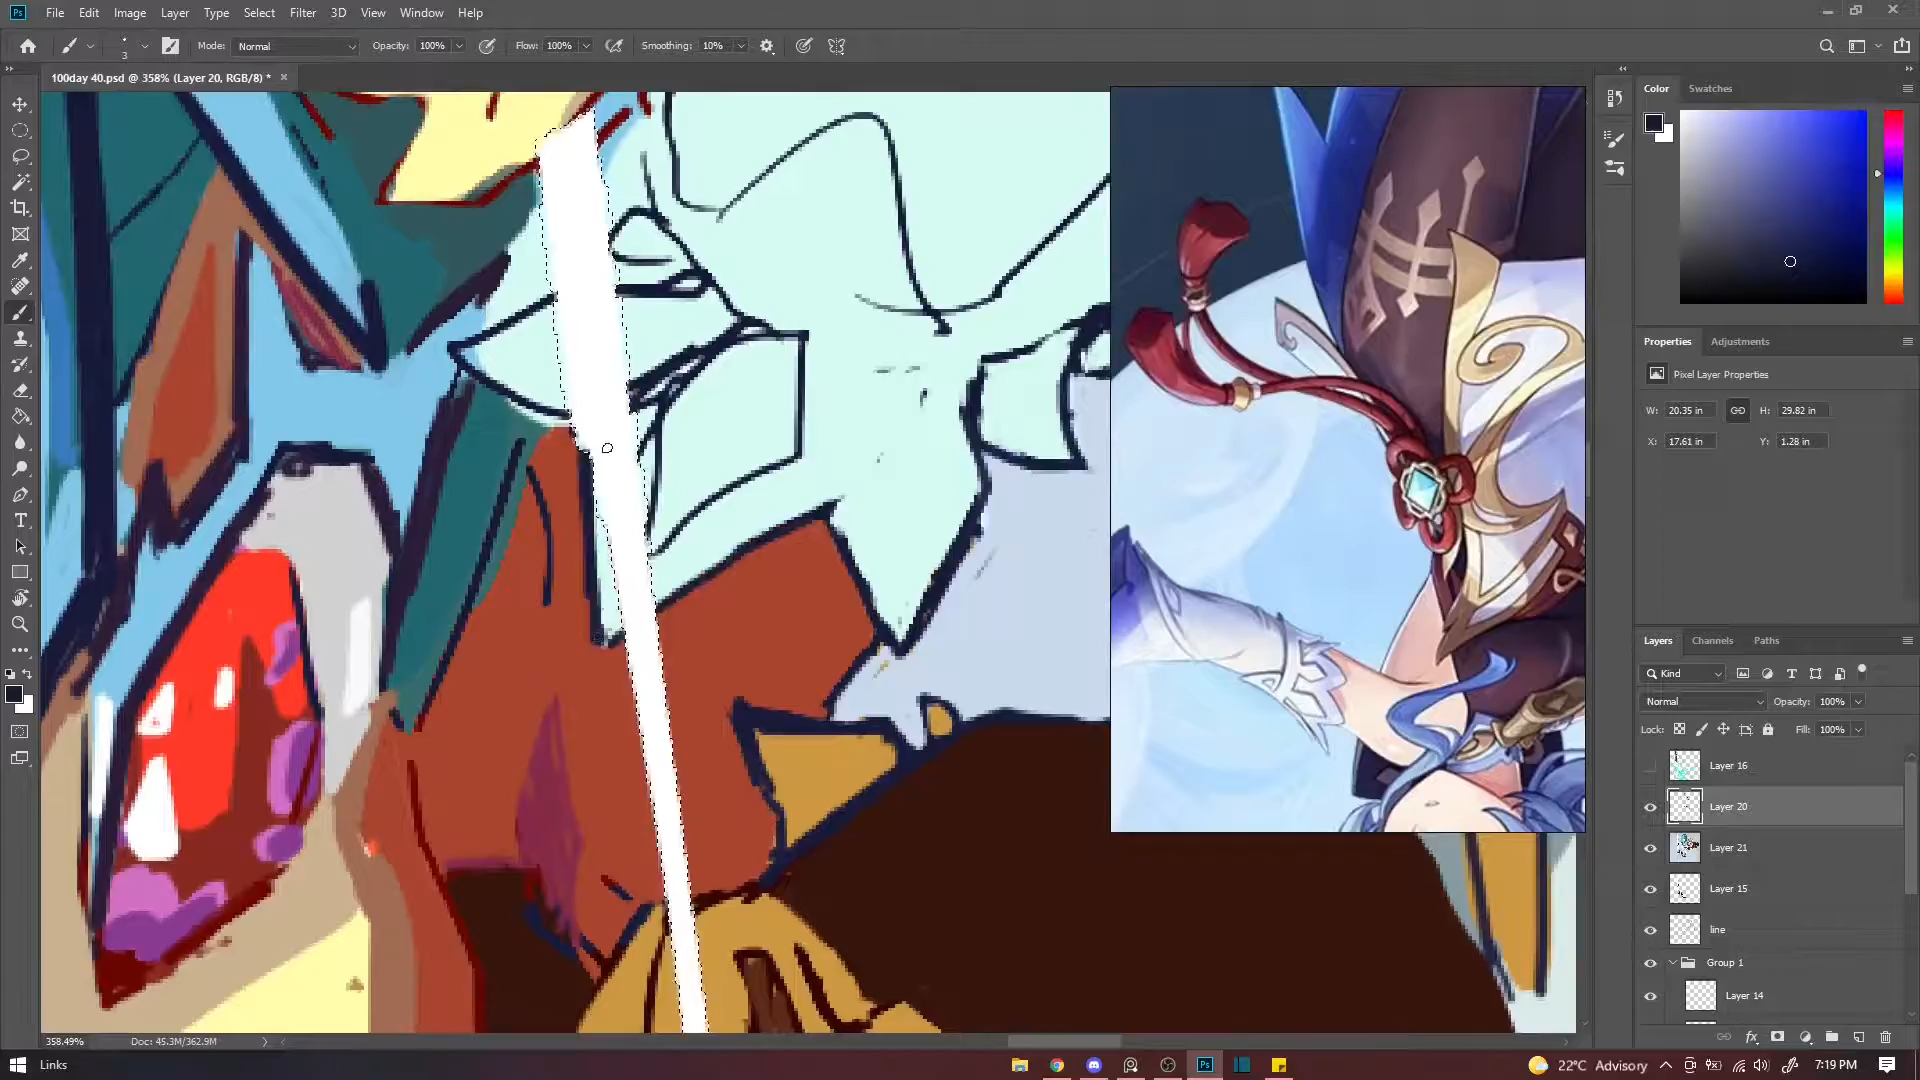 Ps File Edit Image Layer Type Select Filter 3D View Window Help
3 Mode: Normal Opacity: 100% Flow: 100% Smoothing: 10%
100day 40.psd @ 358% (Layer 20, RGB/8) *
Color Swatches
Properties Adjustments
Pixel Layer Properties
W: 20.35 in H: 29.82 in
X: 17.61 in Y: 1.28 in
Layers Channels Paths
Kind
Normal Opacity: 100%
Lock: Fill: 100%
Layer 16
Layer 20
Layer 21
Layer 15
line
Group 1
Layer 14
358.49% Doc: 45.3M/362.9M
Links Ps 22°C Advisory 7:19 PM